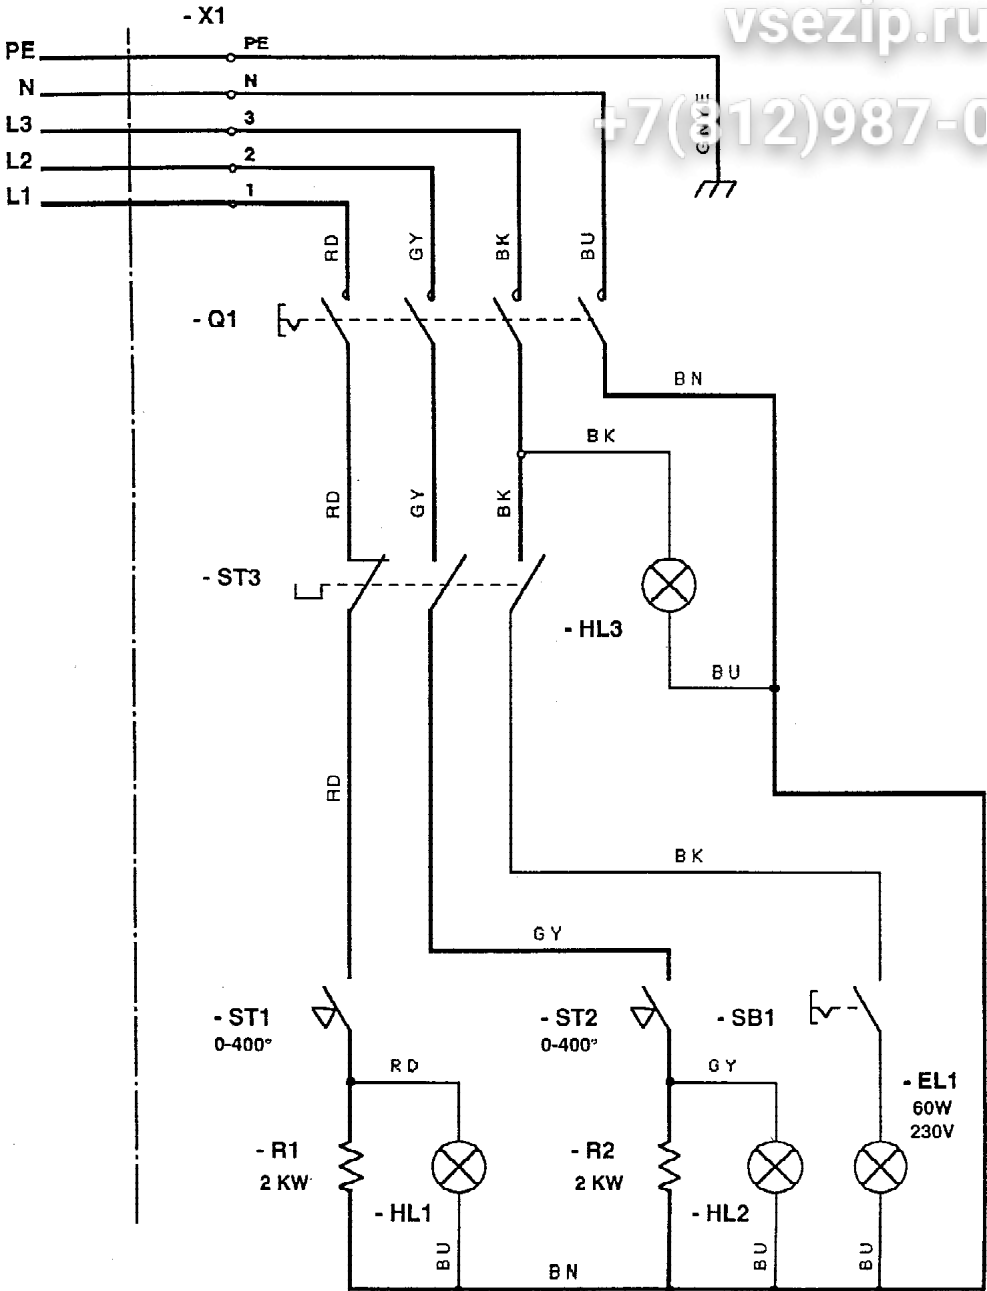 - X1
vsezip.ru
PE
PE
N
N
+7(812)987-0
GNYE
L3
3
L2
2
L1
1
RD
GY
BK
BU
- Q1
BN
BK
RD
GY
BK
- ST3
- HL3
BU
RD
BK
GY
- ST1
0-400°
- ST2
0-400°
- SB1
RD
GY
- EL1
60W
230V
- R1
2 KW
- R2
2 KW
- HL1
- HL2
BU
BU
BU
BN